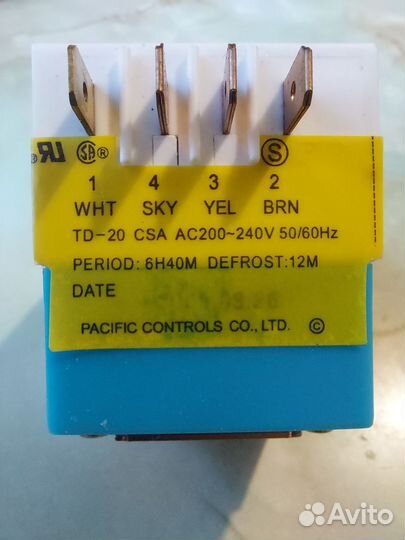 1 4 3 2
WHT SKY YEL BRN
TD-20 CSA AC200~240V 50/60Hz
PERIOD: 6H40M DEFROST:12M
DATE
PACIFIC CONTROLS CO., LTD. ©
Avito